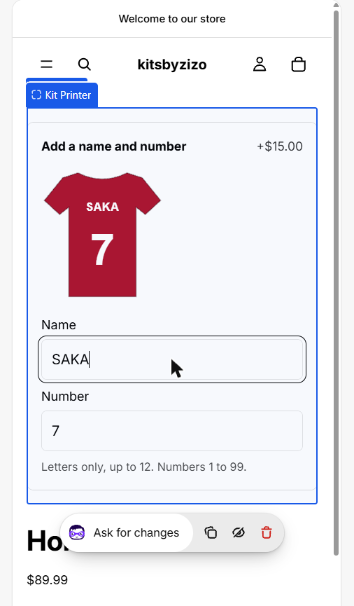 Welcome to our store
kitsbyzizo
Kit Printer
Add a name and number
+$15.00
SAKA
7
Name
SAKA
Number
7
Letters only, up to 12. Numbers 1 to 99.
Ask for changes
$89.99